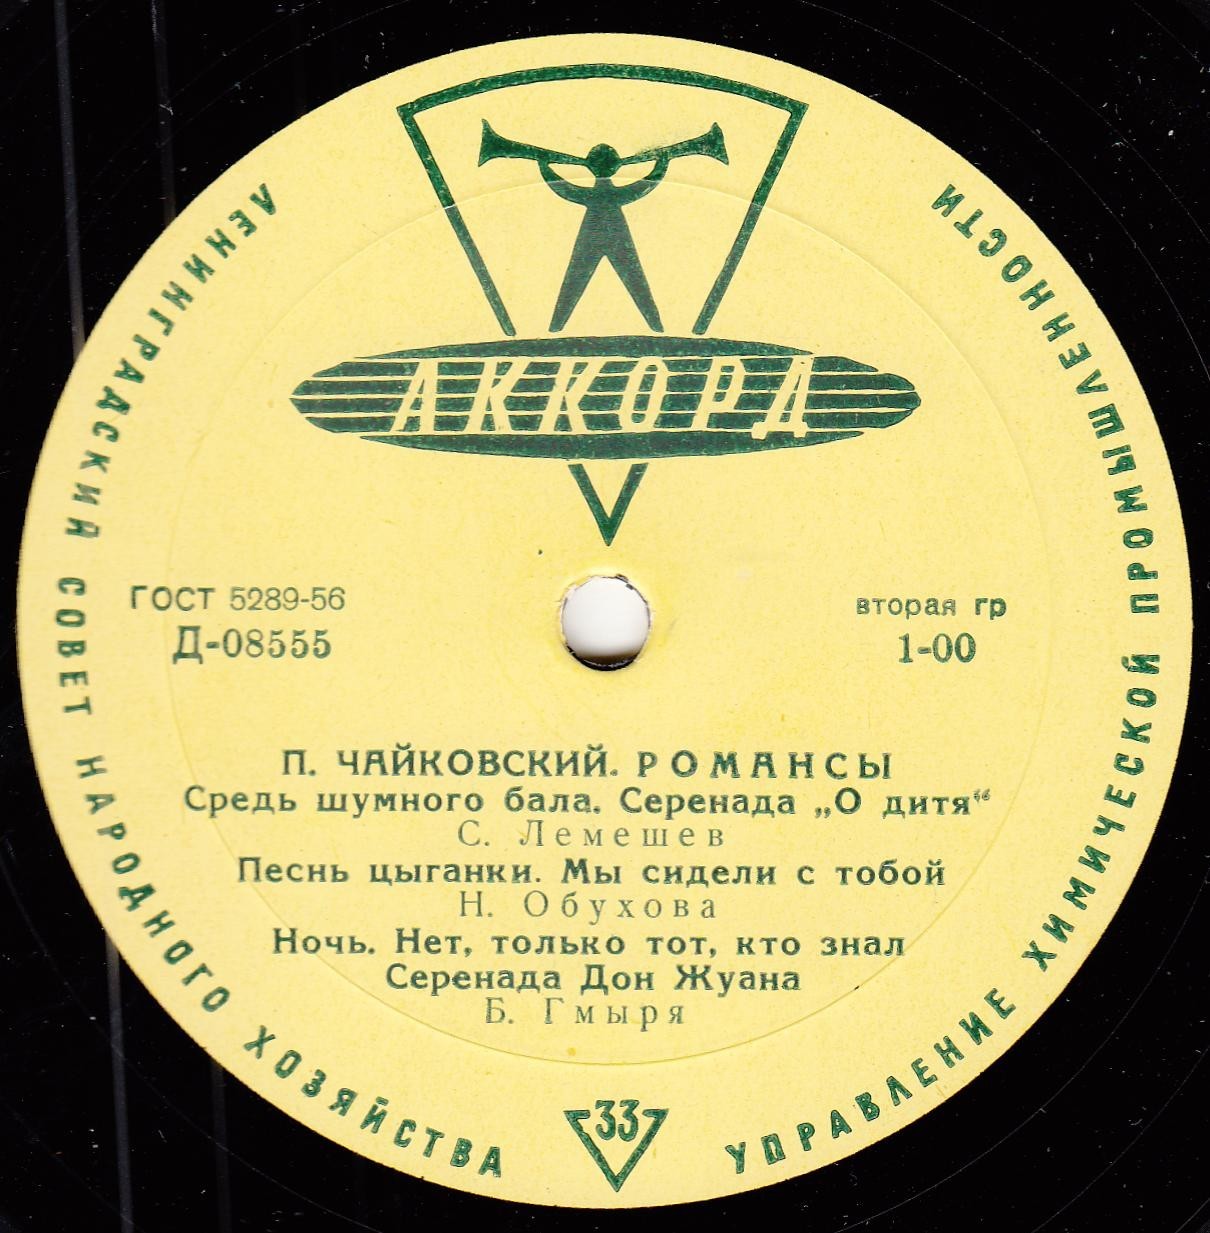 АККОРД
ГОСТ 5289-56
Д-08555
вторая гр
1-00
П. ЧАЙКОВСКИЙ. РОМАНСЫ
Средь шумного бала. Серенада „О дитя“
С. Лемешев
Песнь цыганки. Мы сидели с тобой
Н. Обухова
Ночь. Нет, только тот, кто знал
Серенада Дон Жуана
Б. Гмыря
33
ЛЕНИНГРАДСКИЙ СОВЕТ НАРОДНОГО ХОЗЯЙСТВА
УПРАВЛЕНИЕ ХИМИЧЕСКОЙ ПРОМЫШЛЕННОСТИ